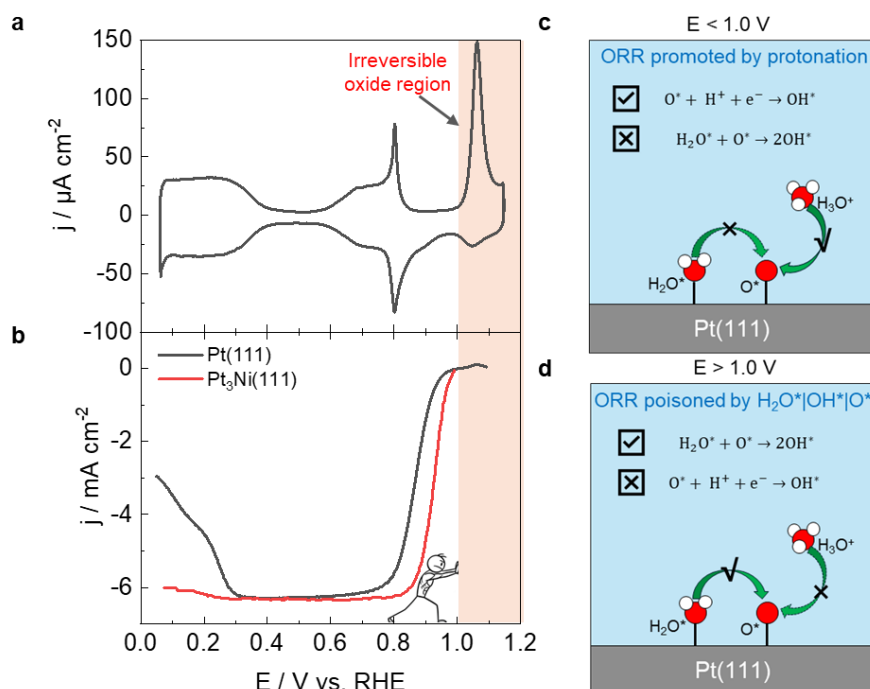 a
150
100
50
0
-50
-100
j / µA cm⁻²
Irreversible
oxide region
b
0
-2
-4
-6
j / mA cm⁻²
Pt(111)
Pt₃Ni(111)
0.0 0.2 0.4 0.6 0.8 1.0 1.2
E / V vs. RHE
c
E < 1.0 V
ORR promoted by protonation
O* + H⁺ + e⁻ → OH*
H₂O* + O* → 2OH*
H₃O⁺
H₂O*
O*
Pt(111)
d
E > 1.0 V
ORR poisoned by H₂O*|OH*|O*
H₂O* + O* → 2OH*
O* + H⁺ + e⁻ → OH*
H₃O⁺
H₂O*
O*
Pt(111)